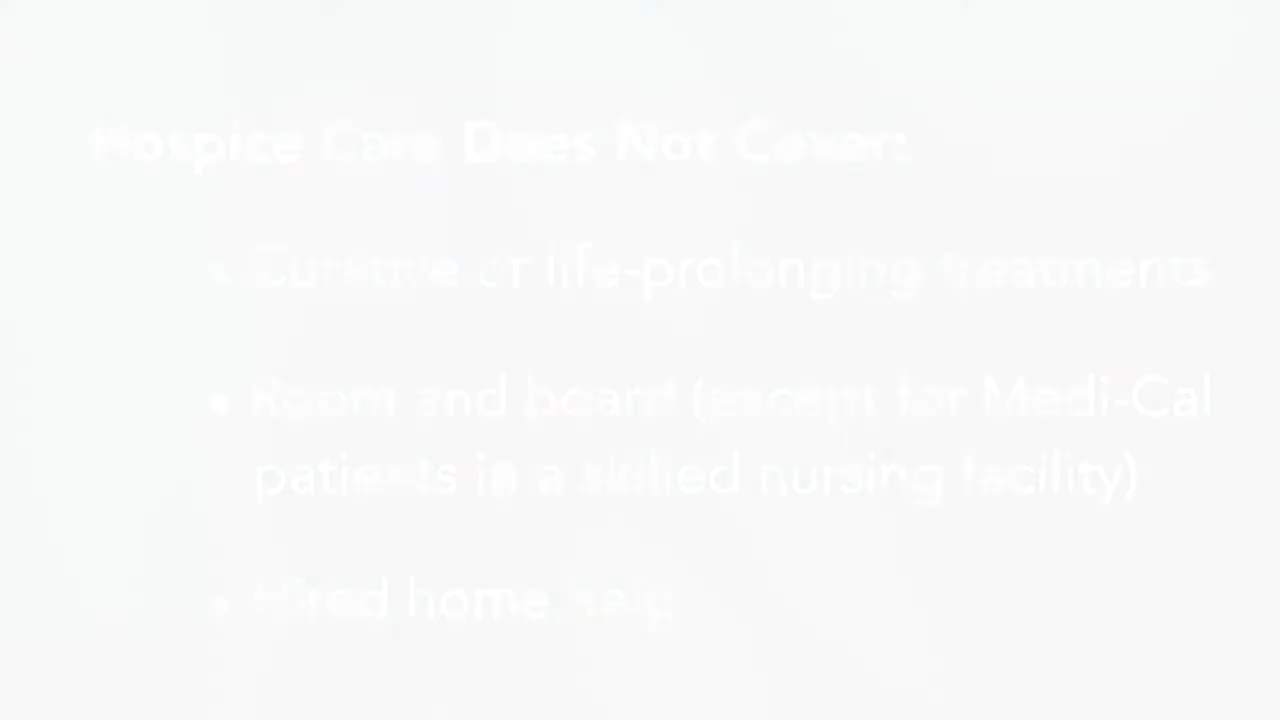 Hospice Care Does Not Cover:
• Curative or life-prolonging treatments
• Room and board (except for Medi-Cal
patients in a skilled nursing facility)
• Hired home help